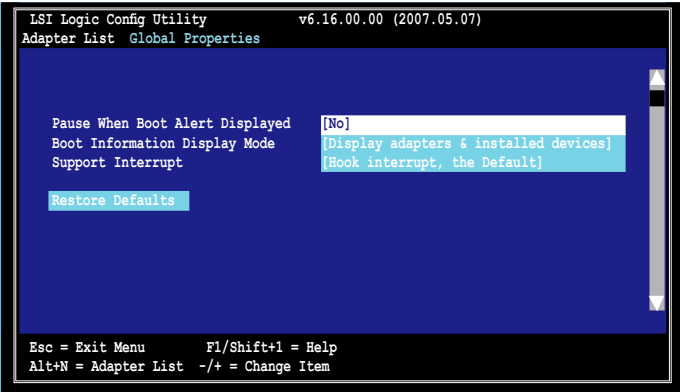 LSI Logic Config Utility v6.16.00.00 (2007.05.07)
Adapter List Global Properties
Pause When Boot Alert Displayed [No]
Boot Information Display Mode [Display adapters & installed devices]
Support Interrupt [Hook interrupt, the Default]
Restore Defaults
Esc = Exit Menu F1/Shift+1 = Help
Alt+N = Adapter List -/+ = Change Item